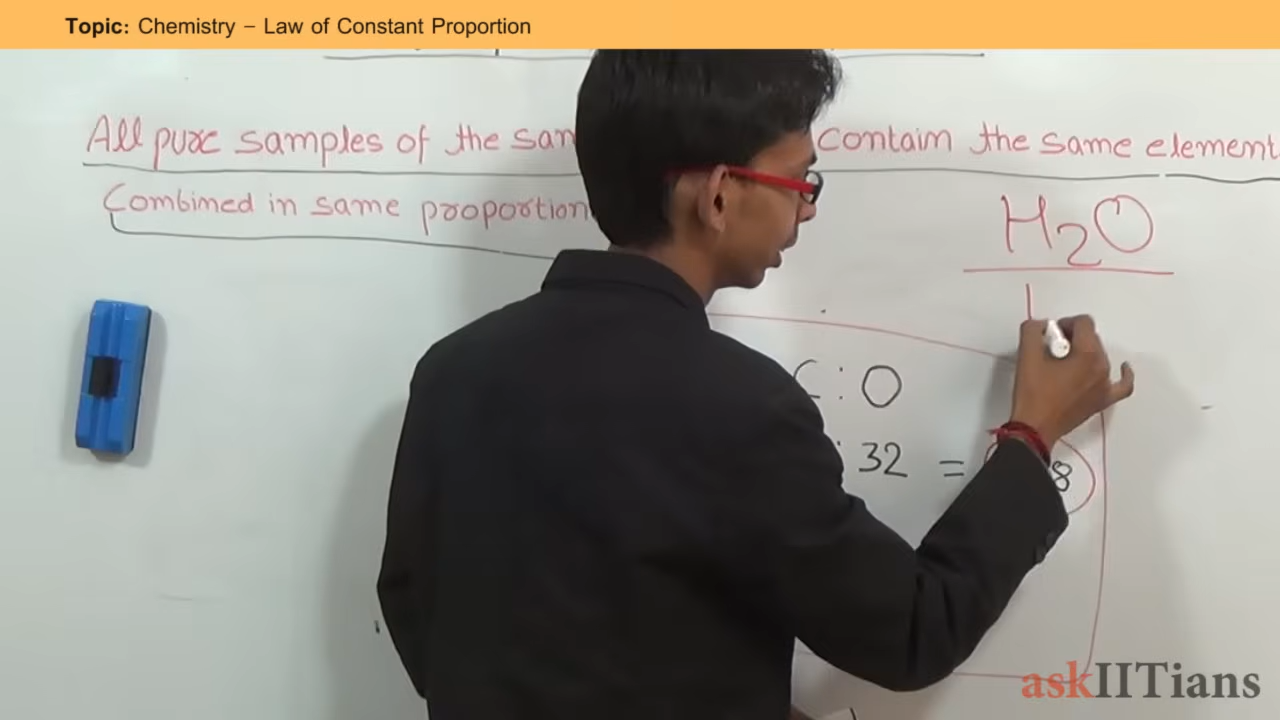 Topic: Chemistry – Law of Constant Proportion
All pure samples of the contain the same element
Combined in same proportion
H2O
C : O
: 32 = 8
askIITians